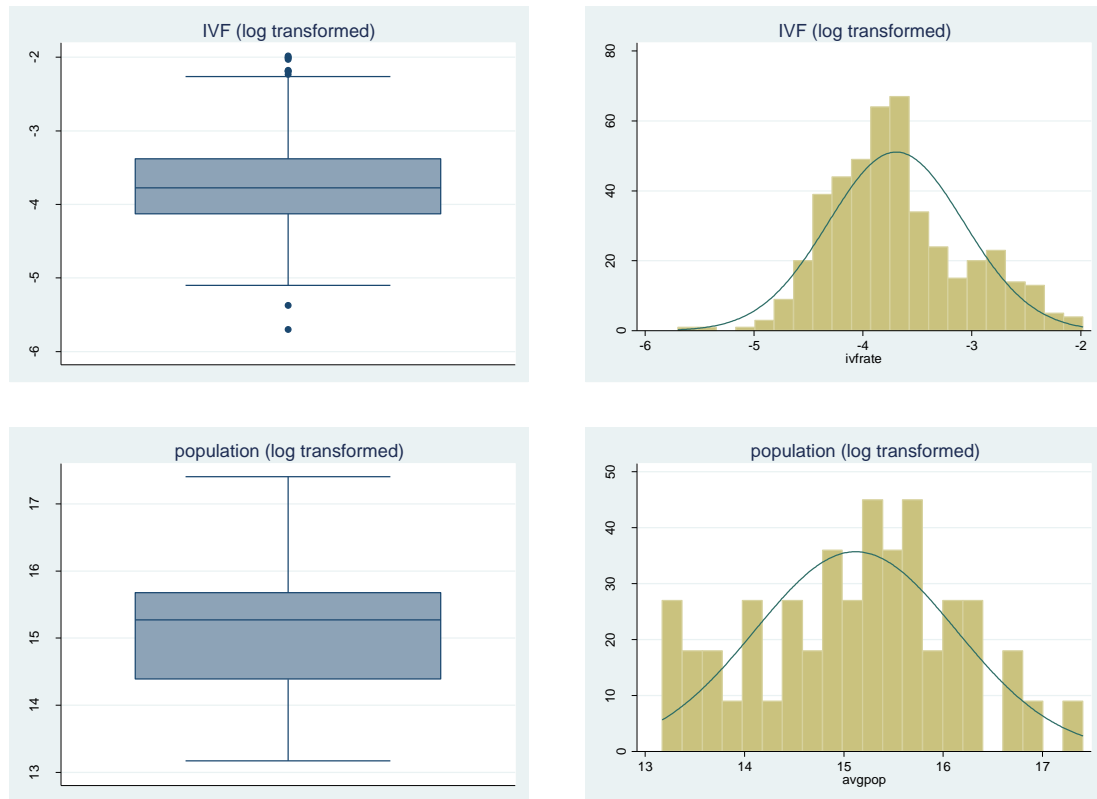 IVF (log transformed)
-2
-3
-4
-5
-6
IVF (log transformed)
80
60
40
20
0
-6 -5 -4 -3 -2
ivfrate
population (log transformed)
17
16
15
14
13
population (log transformed)
50
40
30
20
10
0
13 14 15 16 17
avgpop